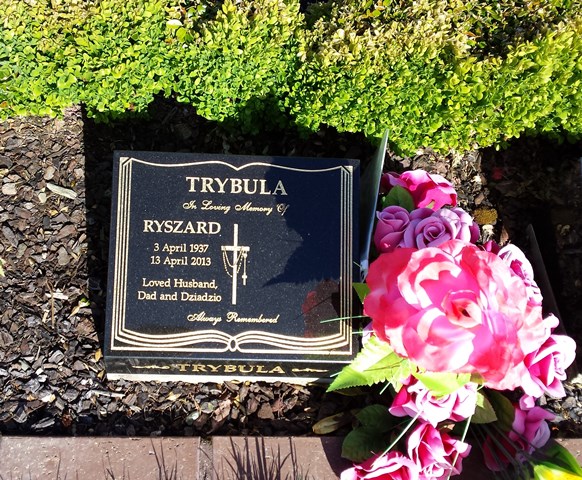 TRYBULA
In Loving Memory Of
RYSZARD
3 April 1937
13 April 2013
Loved Husband,
Dad and Dziadzio
Always Remembered
TRYBULA